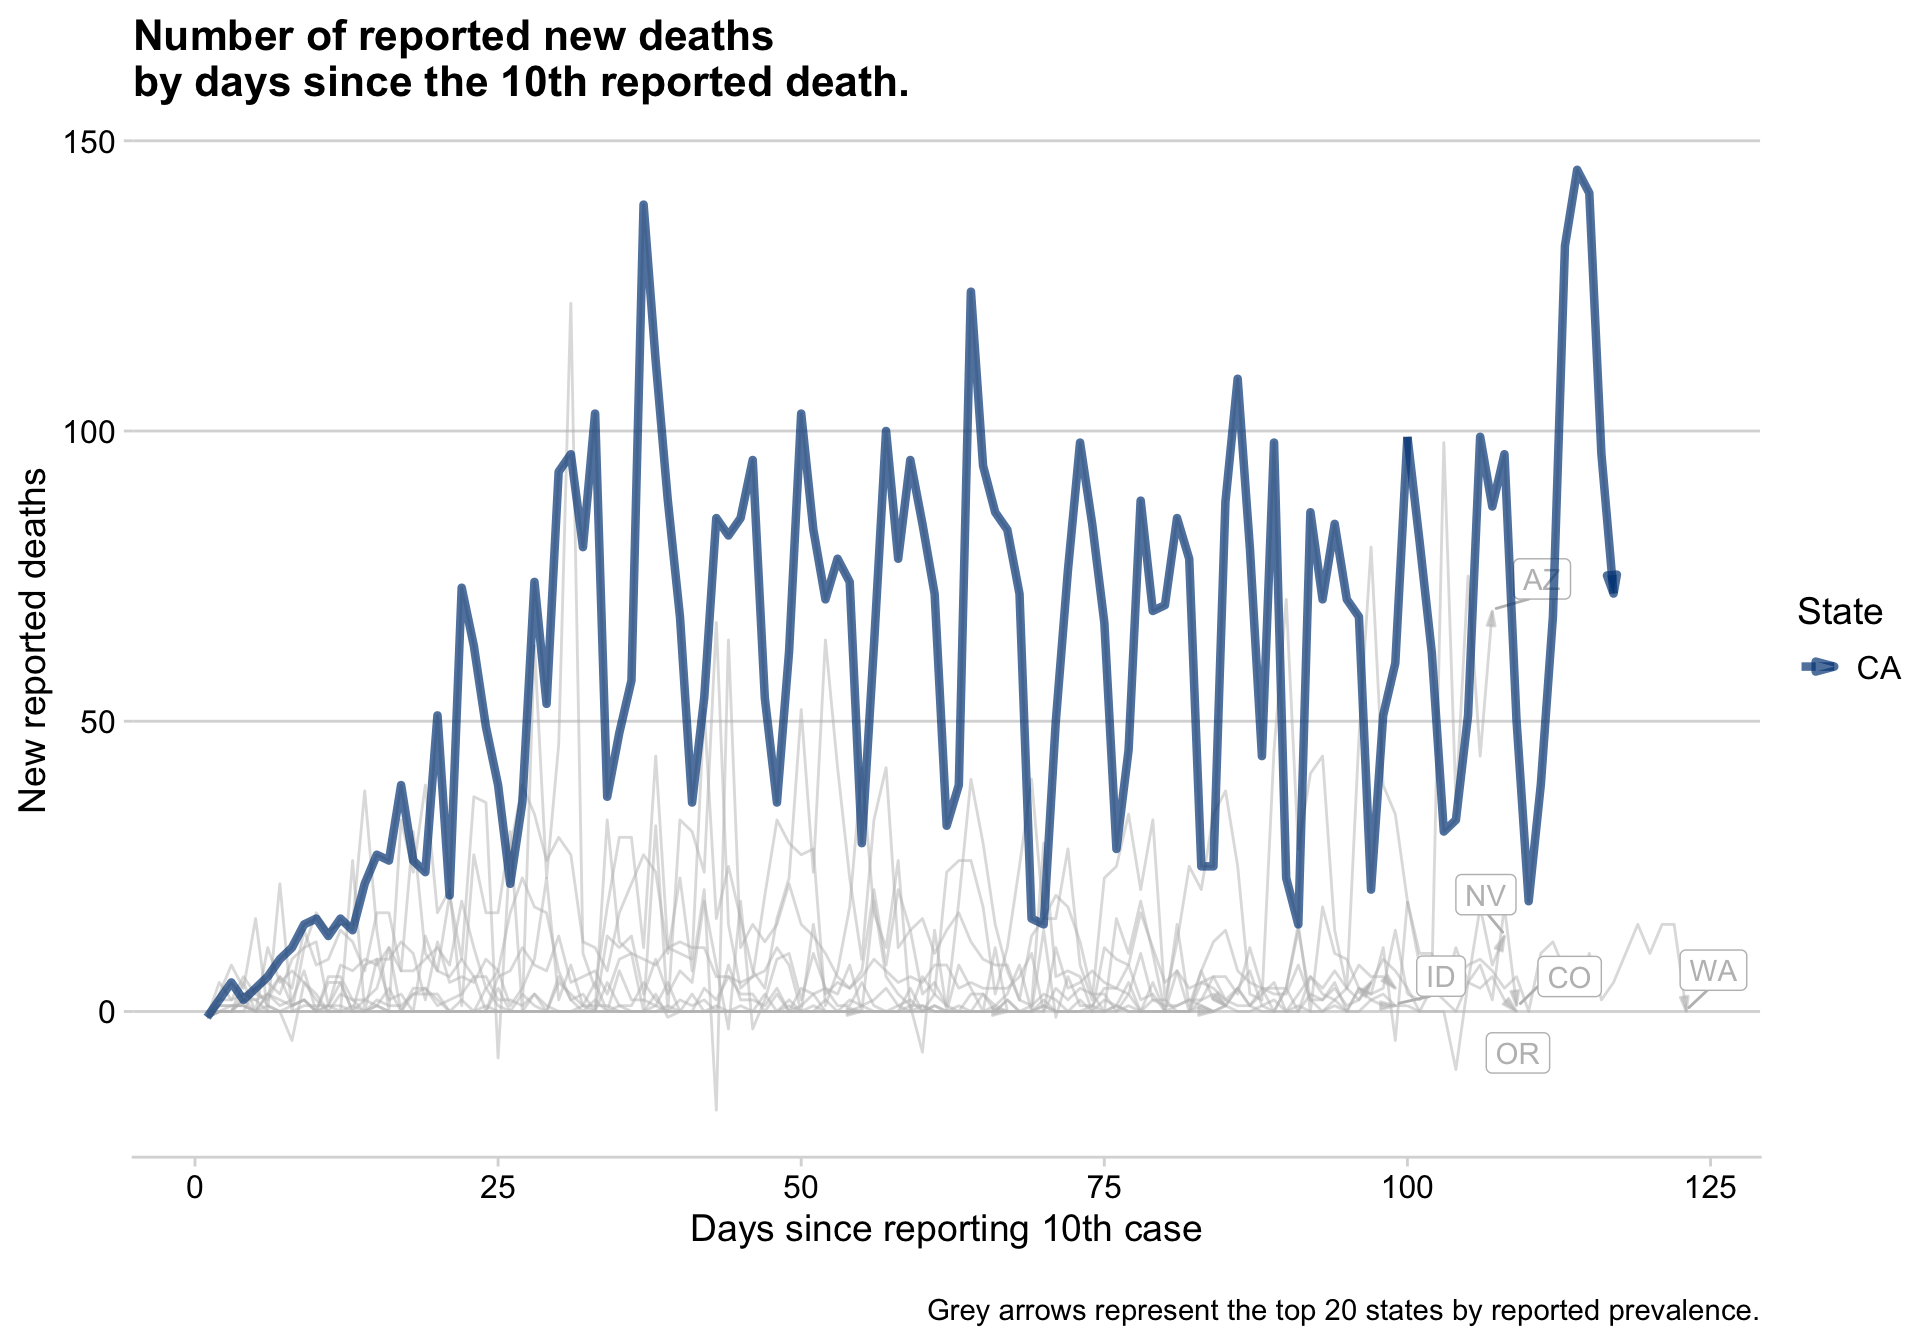 Number of reported new deaths
by days since the 10th reported death.
New reported deaths
150
100
50
0
AZ
NV
ID
CO
WA
OR
State
CA
0 25 50 75 100 125
Days since reporting 10th case
Grey arrows represent the top 20 states by reported prevalence.